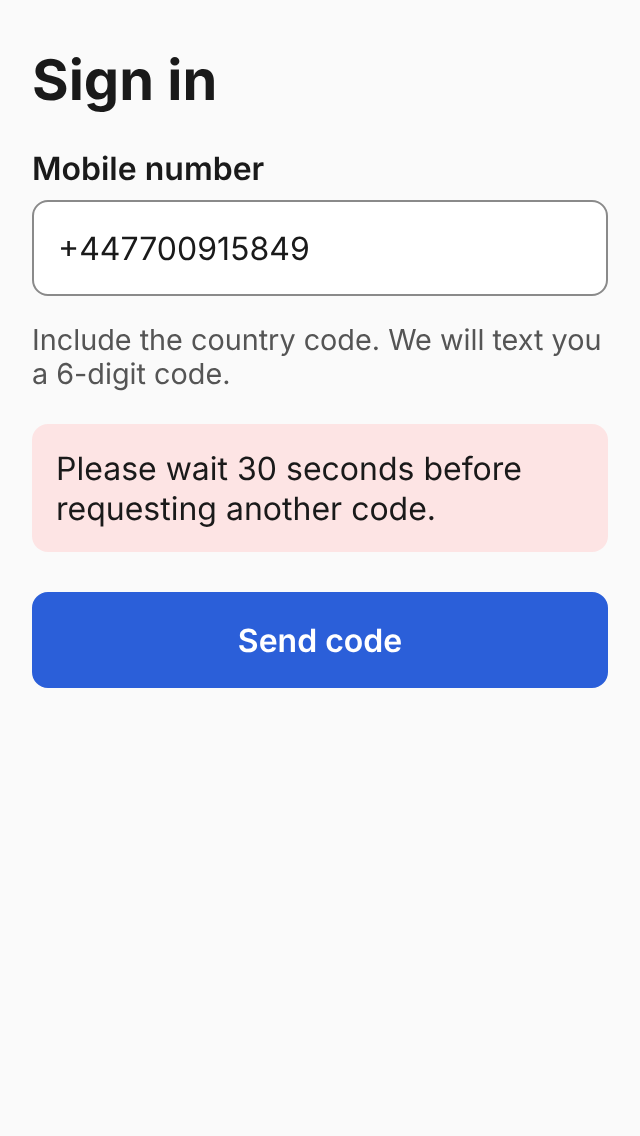 Sign in
Mobile number
+447700915849
Include the country code. We will text you
a 6-digit code.
Please wait 30 seconds before
requesting another code.
Send code